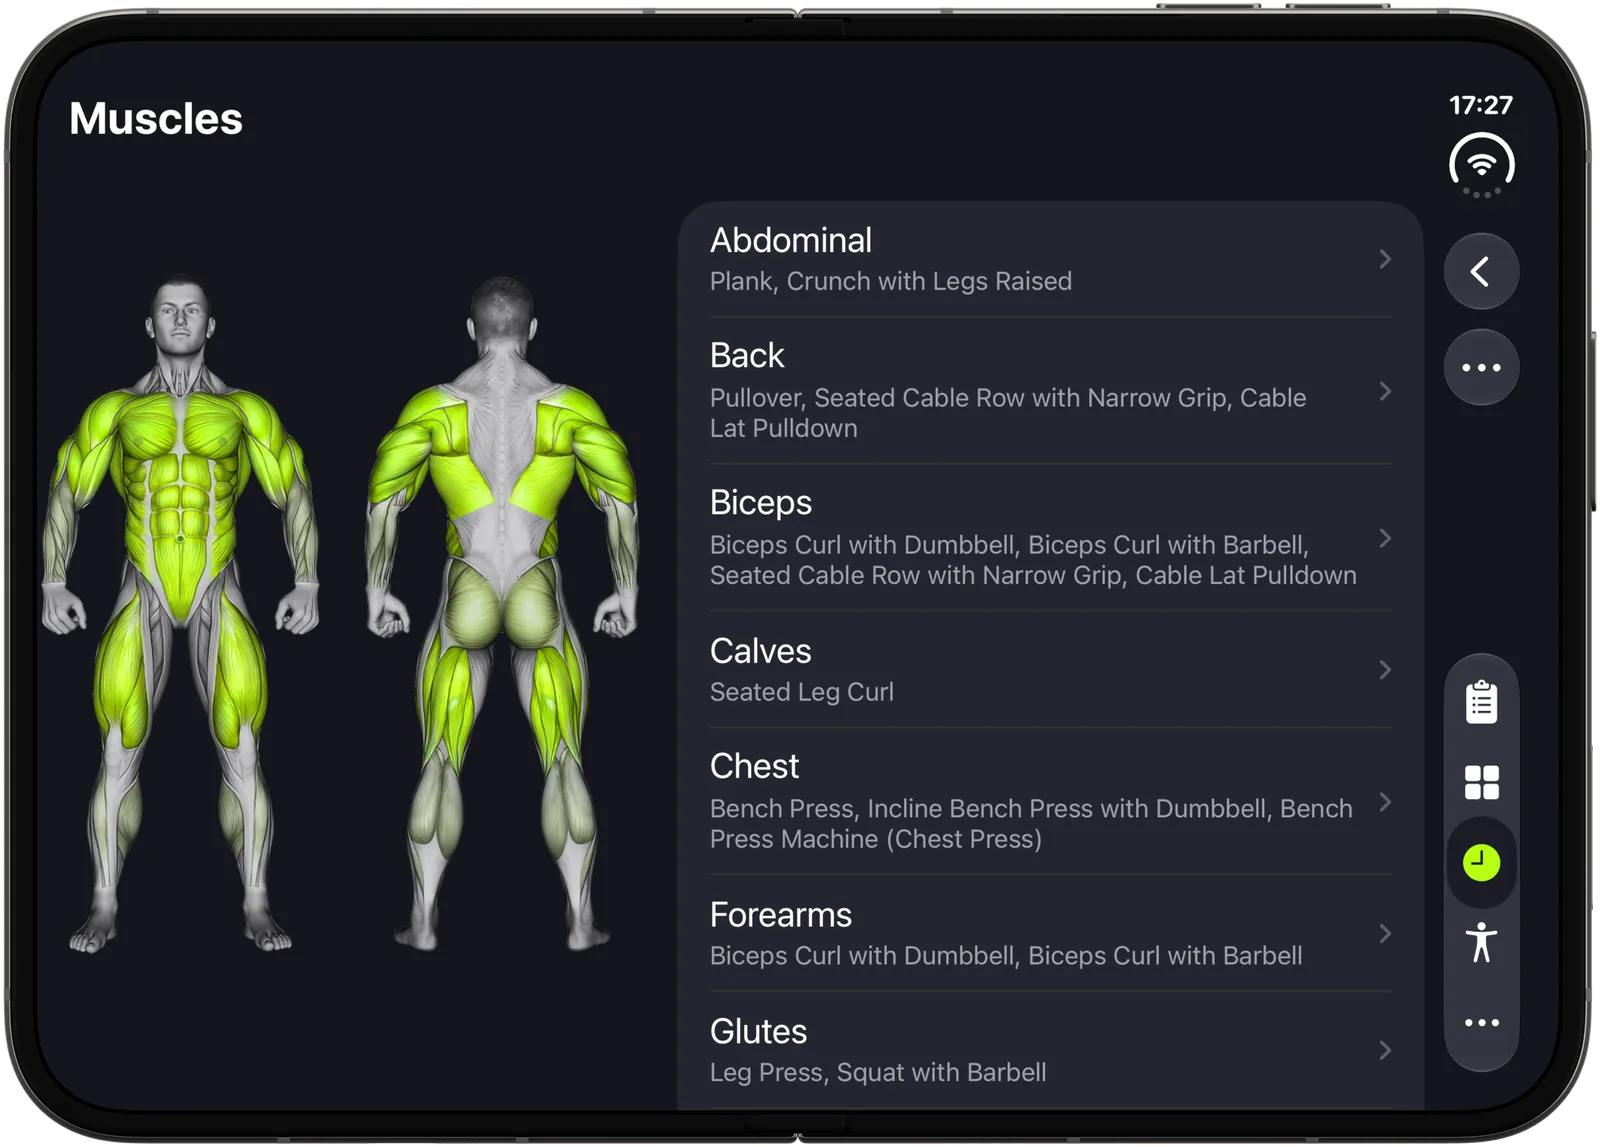 Muscles
17:27
Abdominal
Plank, Crunch with Legs Raised
Back
Pullover, Seated Cable Row with Narrow Grip, Cable
Lat Pulldown
Biceps
Biceps Curl with Dumbbell, Biceps Curl with Barbell,
Seated Cable Row with Narrow Grip, Cable Lat Pulldown
Calves
Seated Leg Curl
Chest
Bench Press, Incline Bench Press with Dumbbell, Bench
Press Machine (Chest Press)
Forearms
Biceps Curl with Dumbbell, Biceps Curl with Barbell
Glutes
Leg Press, Squat with Barbell